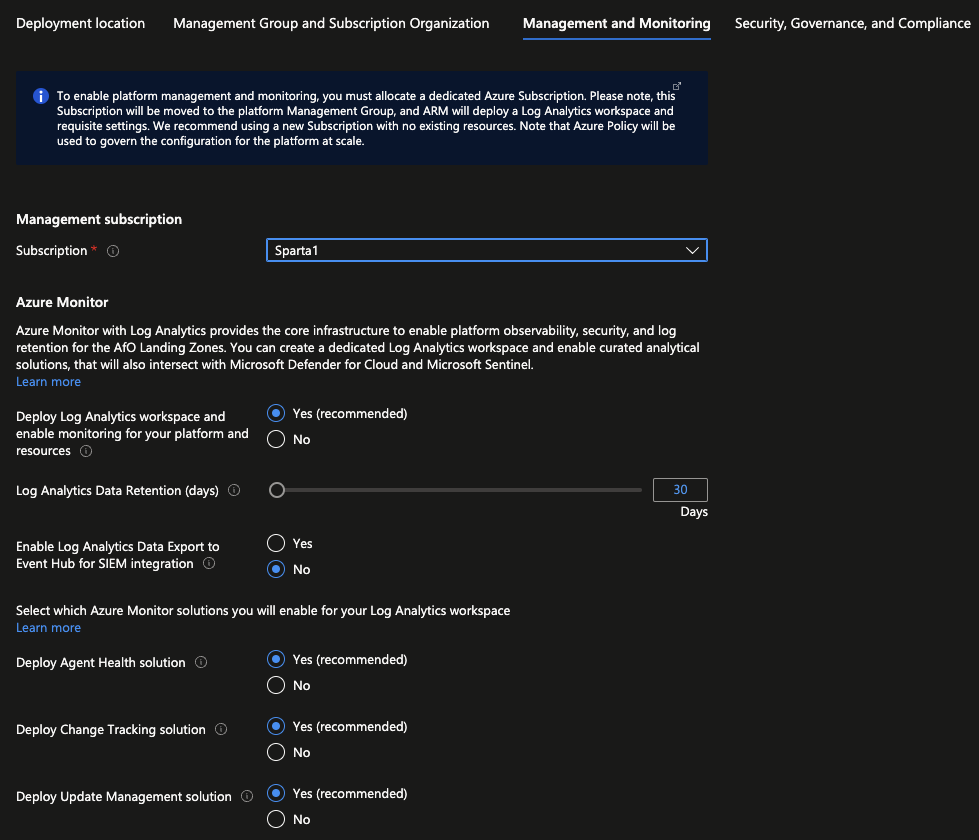 Deployment location
Management Group and Subscription Organization
Management and Monitoring
Security, Governance, and Compliance
To enable platform management and monitoring, you must allocate a dedicated Azure Subscription. Please note, this
Subscription will be moved to the platform Management Group, and ARM will deploy a Log Analytics workspace and
requisite settings. We recommend using a new Subscription with no existing resources. Note that Azure Policy will be
used to govern the configuration for the platform at scale.
Management subscription
Subscription *
Sparta1
Azure Monitor
Azure Monitor with Log Analytics provides the core infrastructure to enable platform observability, security, and log
retention for the AfO Landing Zones. You can create a dedicated Log Analytics workspace and enable curated analytical
solutions, that will also intersect with Microsoft Defender for Cloud and Microsoft Sentinel.
Learn more
Deploy Log Analytics workspace and
enable monitoring for your platform and
resources
Yes (recommended)
No
Log Analytics Data Retention (days)
30
Days
Enable Log Analytics Data Export to
Event Hub for SIEM integration
Yes
No
Select which Azure Monitor solutions you will enable for your Log Analytics workspace
Learn more
Deploy Agent Health solution
Yes (recommended)
No
Deploy Change Tracking solution
Yes (recommended)
No
Deploy Update Management solution
Yes (recommended)
No